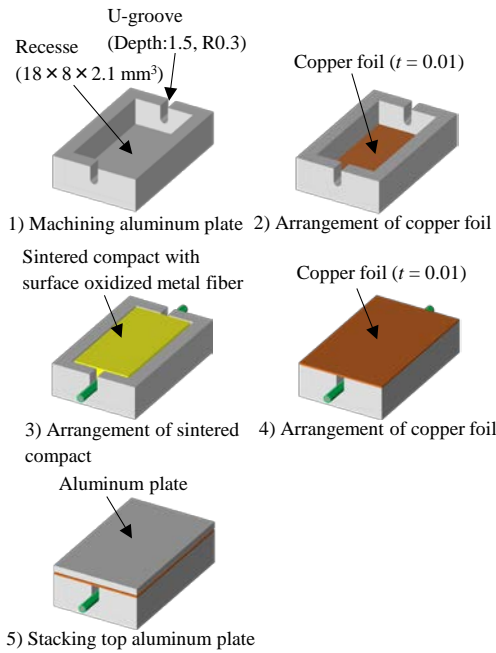 U-groove
(Depth:1.5, R0.3)
Recesse
(18×8×2.1 mm³)
Copper foil (t = 0.01)
1) Machining aluminum plate
2) Arrangement of copper foil
Sintered compact with
surface oxidized metal fiber
Copper foil (t = 0.01)
3) Arrangement of sintered
compact
4) Arrangement of copper foil
Aluminum plate
5) Stacking top aluminum plate